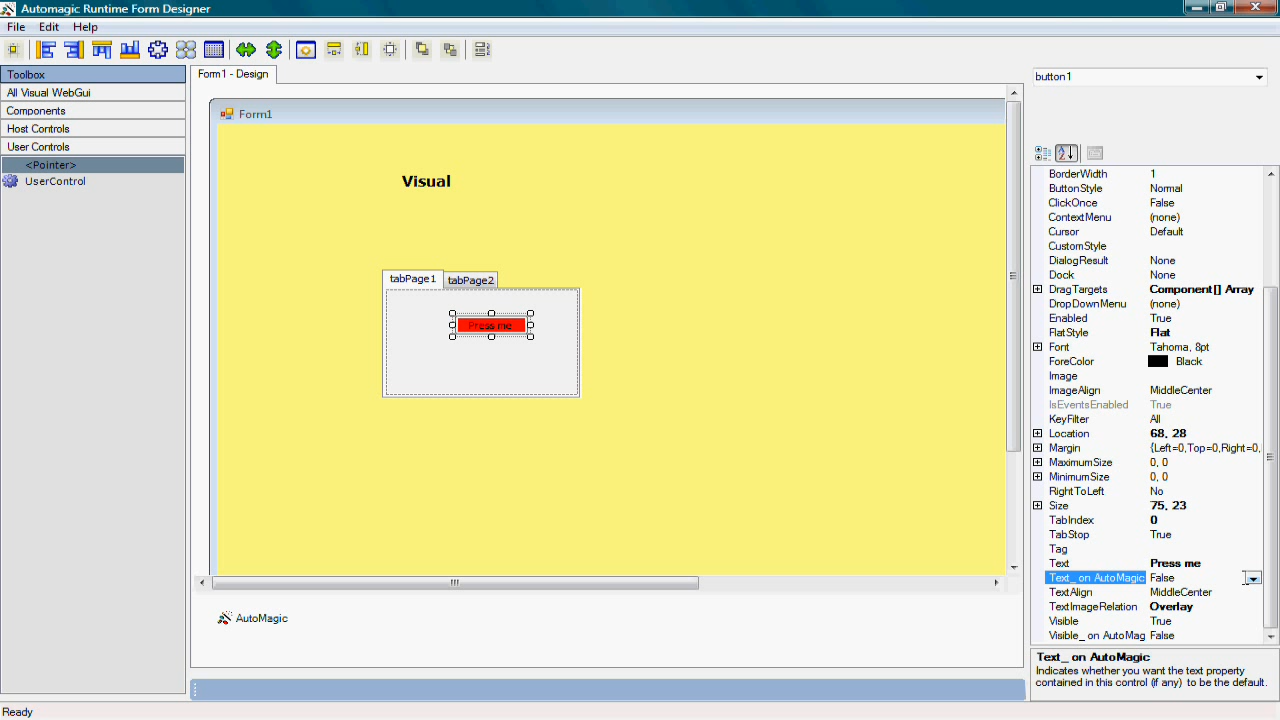 Automagic Runtime Form Designer
File Edit Help
Toolbox
All Visual WebGui
Components
Host Controls
User Controls
<Pointer>
UserControl
Form1 - Design
Form1
Visual
tabPage1 tabPage2
Press me
AutoMagic
button1
BorderWidth 1
ButtonStyle Normal
ClickOnce False
ContextMenu (none)
Cursor Default
CustomStyle
DialogResult None
Dock None
DragTargets Component[] Array
DropDownMenu (none)
Enabled True
FlatStyle Flat
Font Tahoma, 8pt
ForeColor Black
Image
ImageAlign MiddleCenter
IsEventsEnabled True
KeyFilter All
Location 68, 28
Margin {Left=0,Top=0,Right=0,
MaximumSize 0, 0
MinimumSize 0, 0
RightToLeft No
Size 75, 23
TabIndex 0
TabStop True
Tag
Text Press me
Text_ on AutoMagic False
TextAlign MiddleCenter
TextImageRelation Overlay
Visible True
Visible_ on AutoMag False
Text_ on AutoMagic
Indicates whether you want the text property
contained in this control (if any) to be the default.
Ready